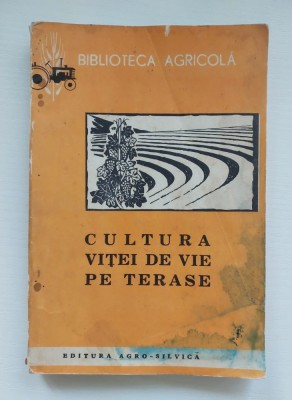 BIBLIOTECA AGRICOLĂ
CULTURA
VIȚEI DE VIE
PE TERASE
EDITURA AGRO-SILVICĂ